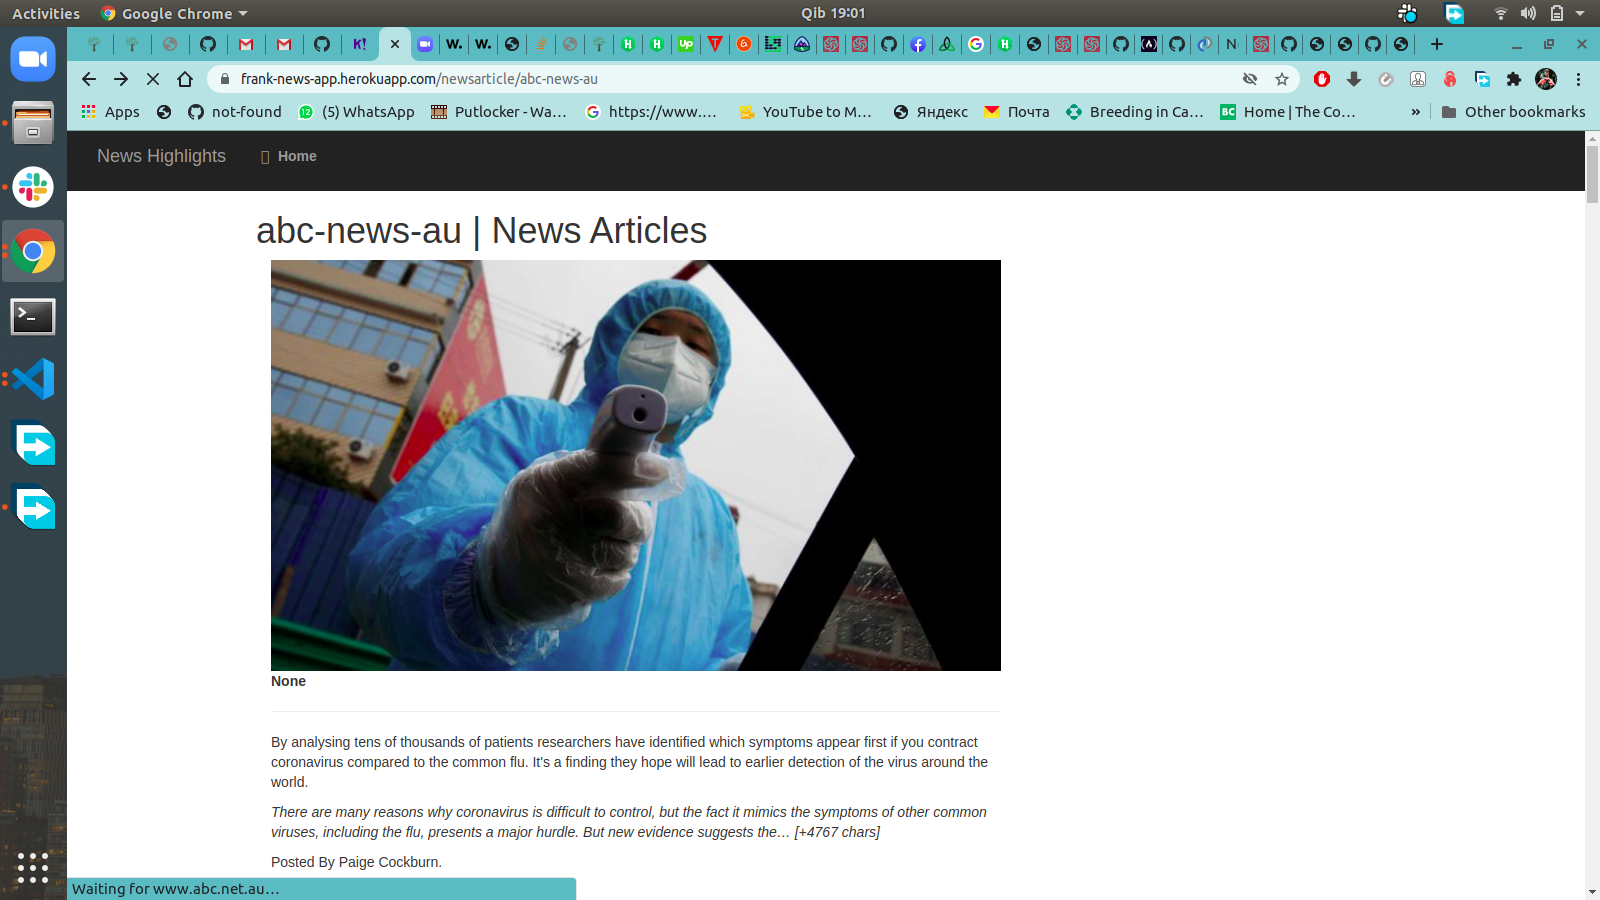 Activities
Google Chrome
Qib 19:01
K!
W.
W.
Up
frank-news-app.herokuapp.com/newsarticle/abc-news-au
Apps
not-found
(5) WhatsApp
Putlocker - Wa...
https://www....
YouTube to M...
Яндекс
Почта
Breeding in Ca...
BC
Home | The Co...
»
Other bookmarks
News Highlights
Home
abc-news-au | News Articles
None
By analysing tens of thousands of patients researchers have identified which symptoms appear first if you contract
coronavirus compared to the common flu. It's a finding they hope will lead to earlier detection of the virus around the
world.
There are many reasons why coronavirus is difficult to control, but the fact it mimics the symptoms of other common
viruses, including the flu, presents a major hurdle. But new evidence suggests the… [+4767 chars]
Posted By Paige Cockburn.
Waiting for www.abc.net.au...